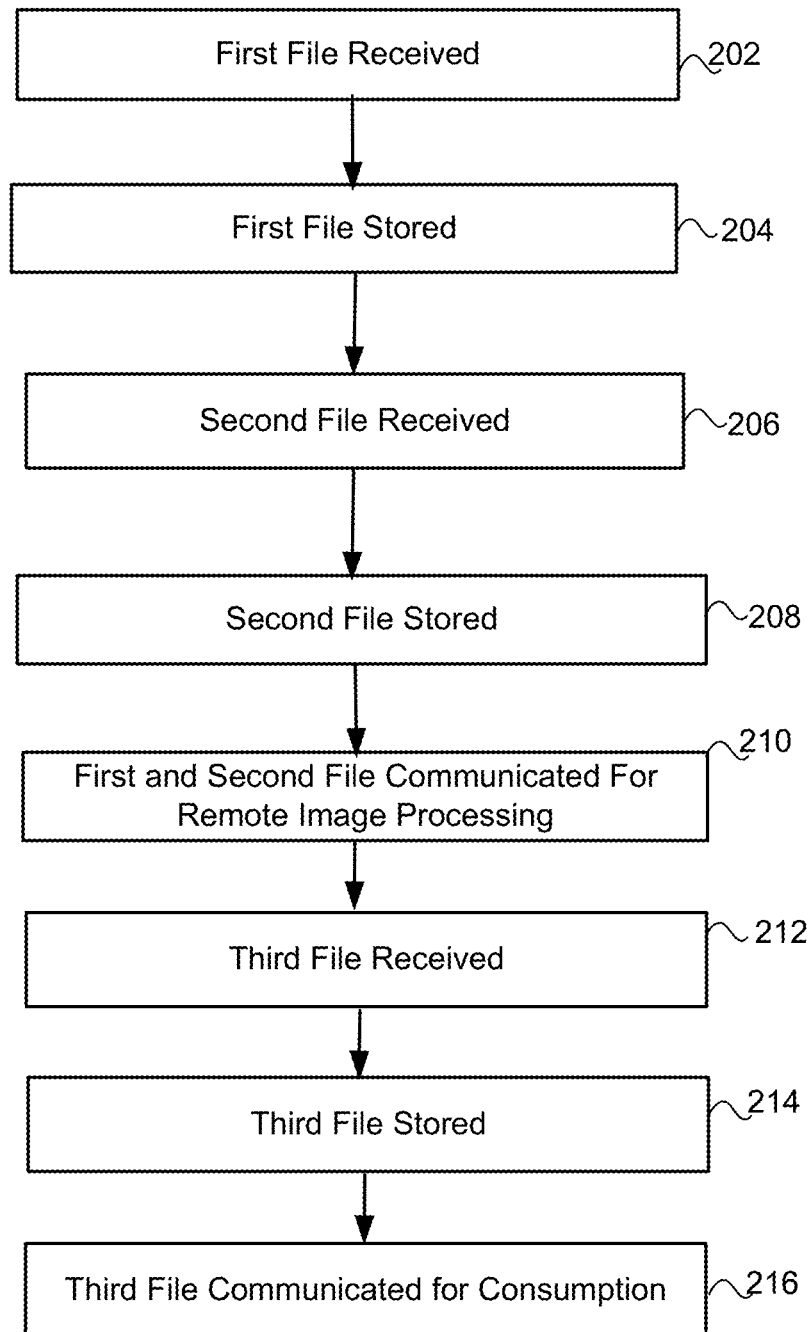 First File Received
202
First File Stored
204
Second File Received
206
Second File Stored
208
210
First and Second File Communicated For
Remote Image Processing
Third File Received
212
Third File Stored
214
Third File Communicated for Consumption
216